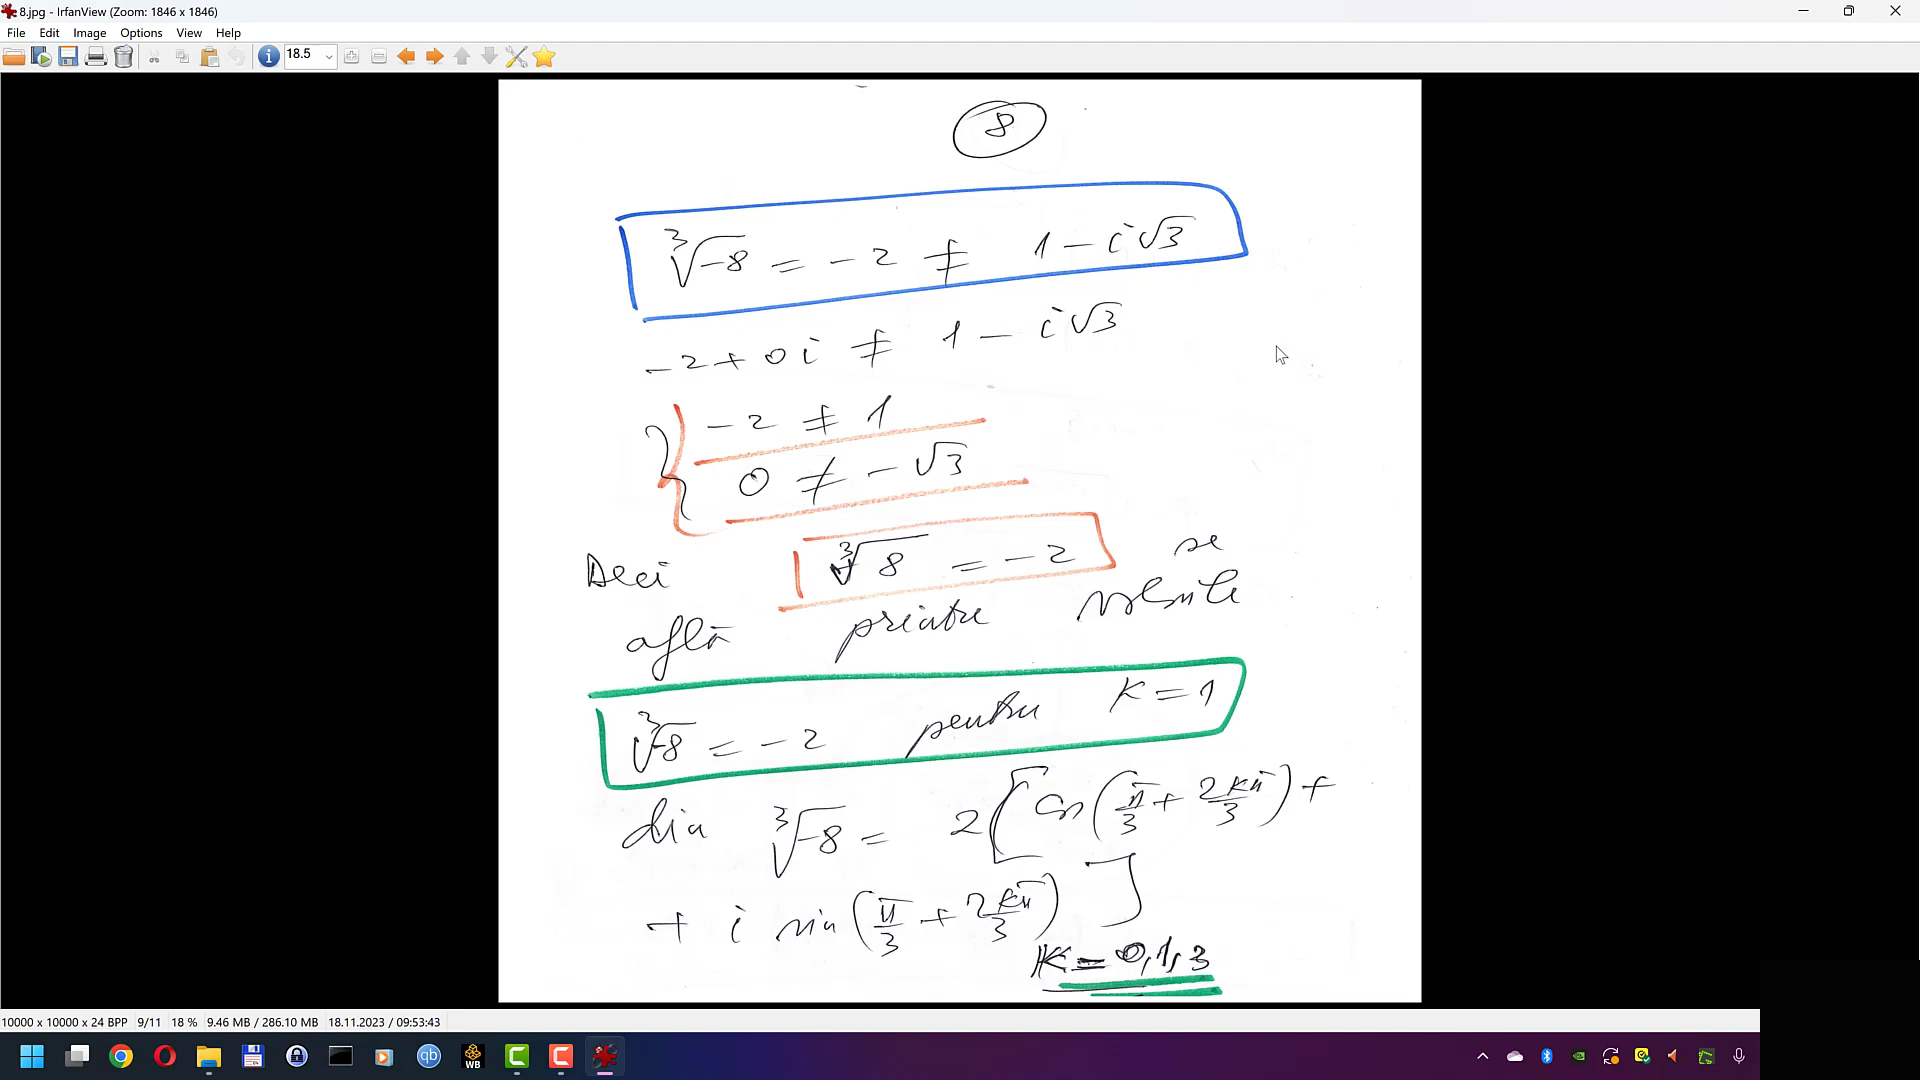 8.jpg - IrfanView (Zoom: 1846 x 1846)
File Edit Image Options View Help
18.5
8
∛-8 = -2 ≠ 1 - i√3
-2 + 0i ≠ 1 - i√3
-2 ≠ 1
0 ≠ -√3
Deci ∛-8 = -2 se
află printre
∛-8 = -2 pentru K = 1
din ∛-8 = 2[cos(π/3 + 2kπ/3) +
+ i sin(π/3 + 2kπ/3)]
K = 0,1,3
10000 x 10000 x 24 BPP 9/11 18 % 9.46 MB / 286.10 MB 18.11.2023 / 09:53:43
qb WB